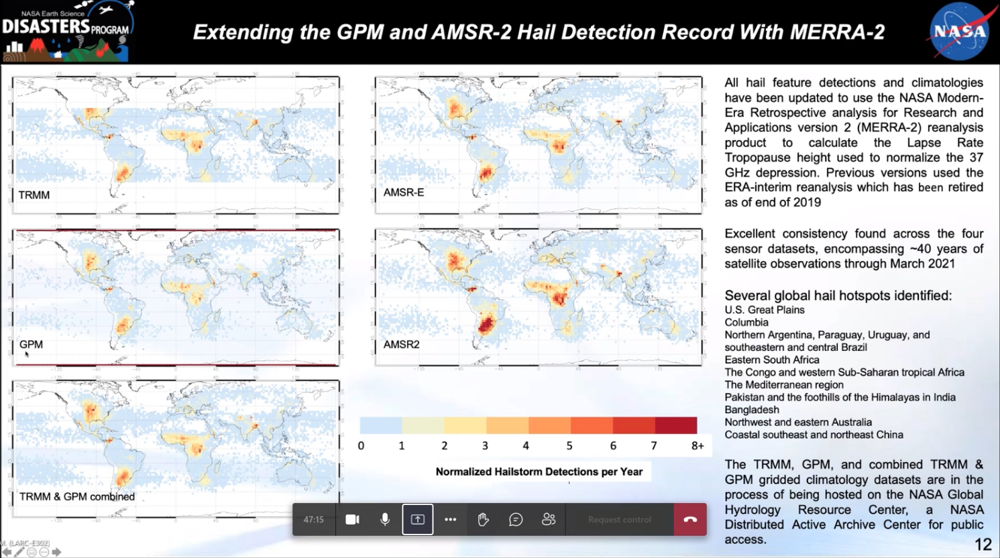 NASA Earth Science
DISASTERS PROGRAM
Extending the GPM and AMSR-2 Hail Detection Record With MERRA-2
NASA
TRMM
AMSR-E
GPM
AMSR2
TRMM & GPM combined
0 1 2 3 4 5 6 7 8+
Normalized Hailstorm Detections per Year
All hail feature detections and climatologies
have been updated to use the NASA Modern-
Era Retrospective analysis for Research and
Applications version 2 (MERRA-2) reanalysis
product to calculate the Lapse Rate
Tropopause height used to normalize the 37
GHz depression. Previous versions used the
ERA-interim reanalysis which has been retired
as of end of 2019
Excellent consistency found across the four
sensor datasets, encompassing ~40 years of
satellite observations through March 2021
Several global hail hotspots identified:
U.S. Great Plains
Columbia
Northern Argentina, Paraguay, Uruguay, and
southeastern and central Brazil
Eastern South Africa
The Congo and western Sub-Saharan tropical Africa
The Mediterranean region
Pakistan and the foothills of the Himalayas in India
Bangladesh
Northwest and eastern Australia
Coastal southeast and northeast China
The TRMM, GPM, and combined TRMM &
GPM gridded climatology datasets are in the
process of being hosted on the NASA Global
Hydrology Resource Center, a NASA
Distributed Active Archive Center for public
access.
12
47:15
Request control
M. (LARC-E302)